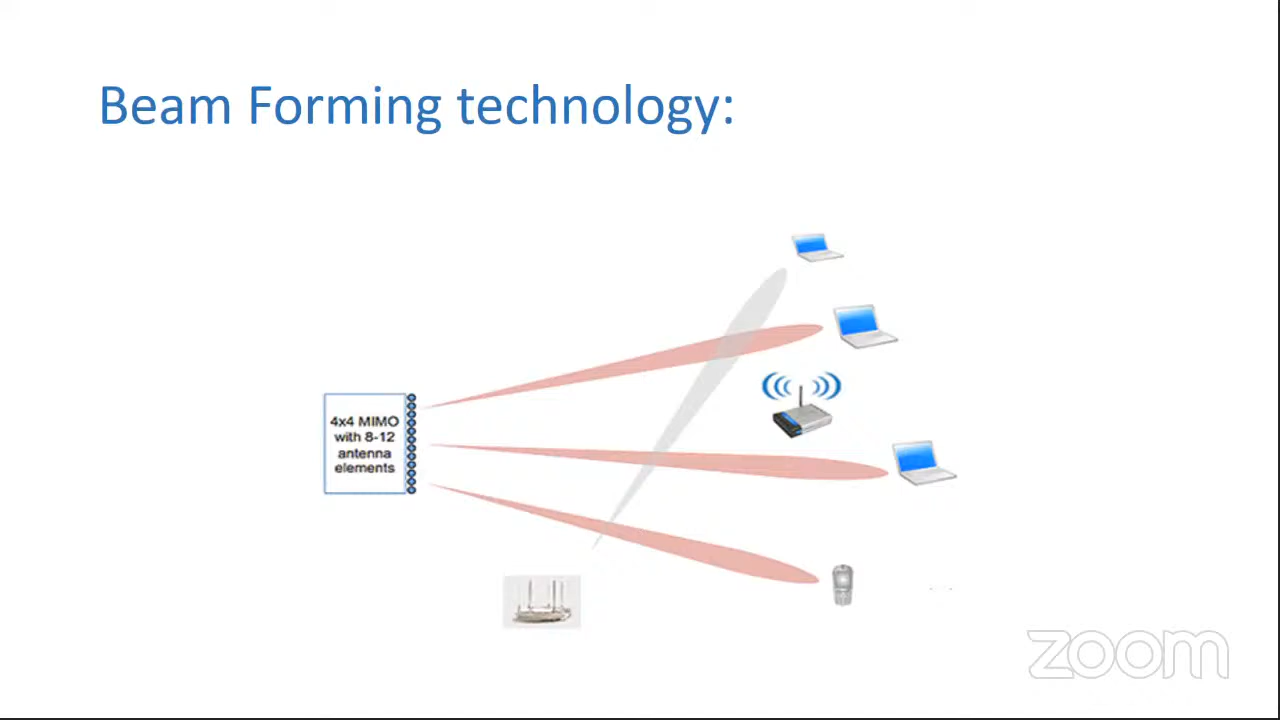 Beam Forming technology:
4x4 MIMO
with 8-12
antenna
elements
zoom